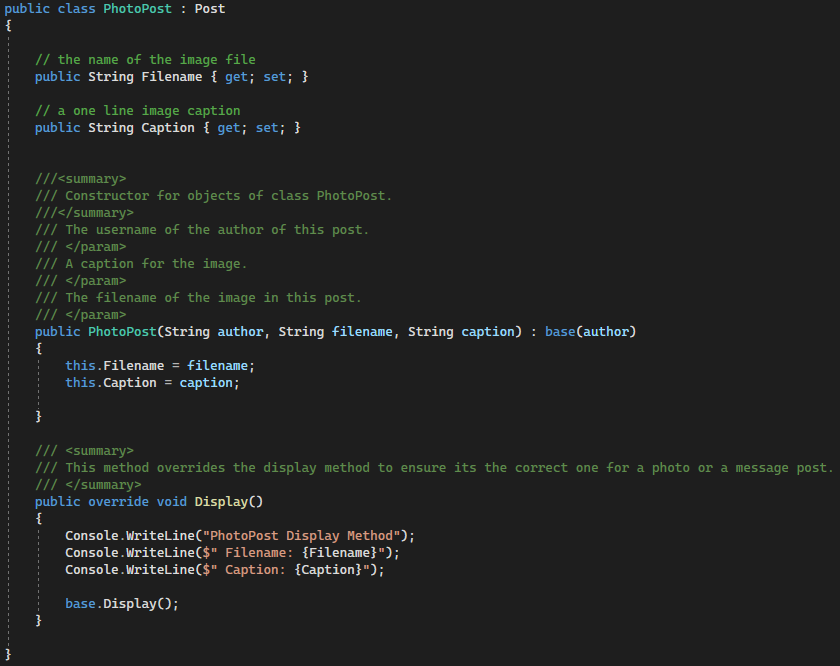 public class PhotoPost : Post
{
// the name of the image file
public String Filename { get; set; }
// a one line image caption
public String Caption { get; set; }
///<summary>
/// Constructor for objects of class PhotoPost.
///</summary>
/// The username of the author of this post.
/// </param>
/// A caption for the image.
/// </param>
/// The filename of the image in this post.
/// </param>
public PhotoPost(String author, String filename, String caption) : base(author)
{
this.Filename = filename;
this.Caption = caption;
}
/// <summary>
/// This method overrides the display method to ensure its the correct one for a photo or a message post.
/// </summary>
public override void Display()
{
Console.WriteLine("PhotoPost Display Method");
Console.WriteLine($" Filename: {Filename}");
Console.WriteLine($" Caption: {Caption}");
base.Display();
}
}